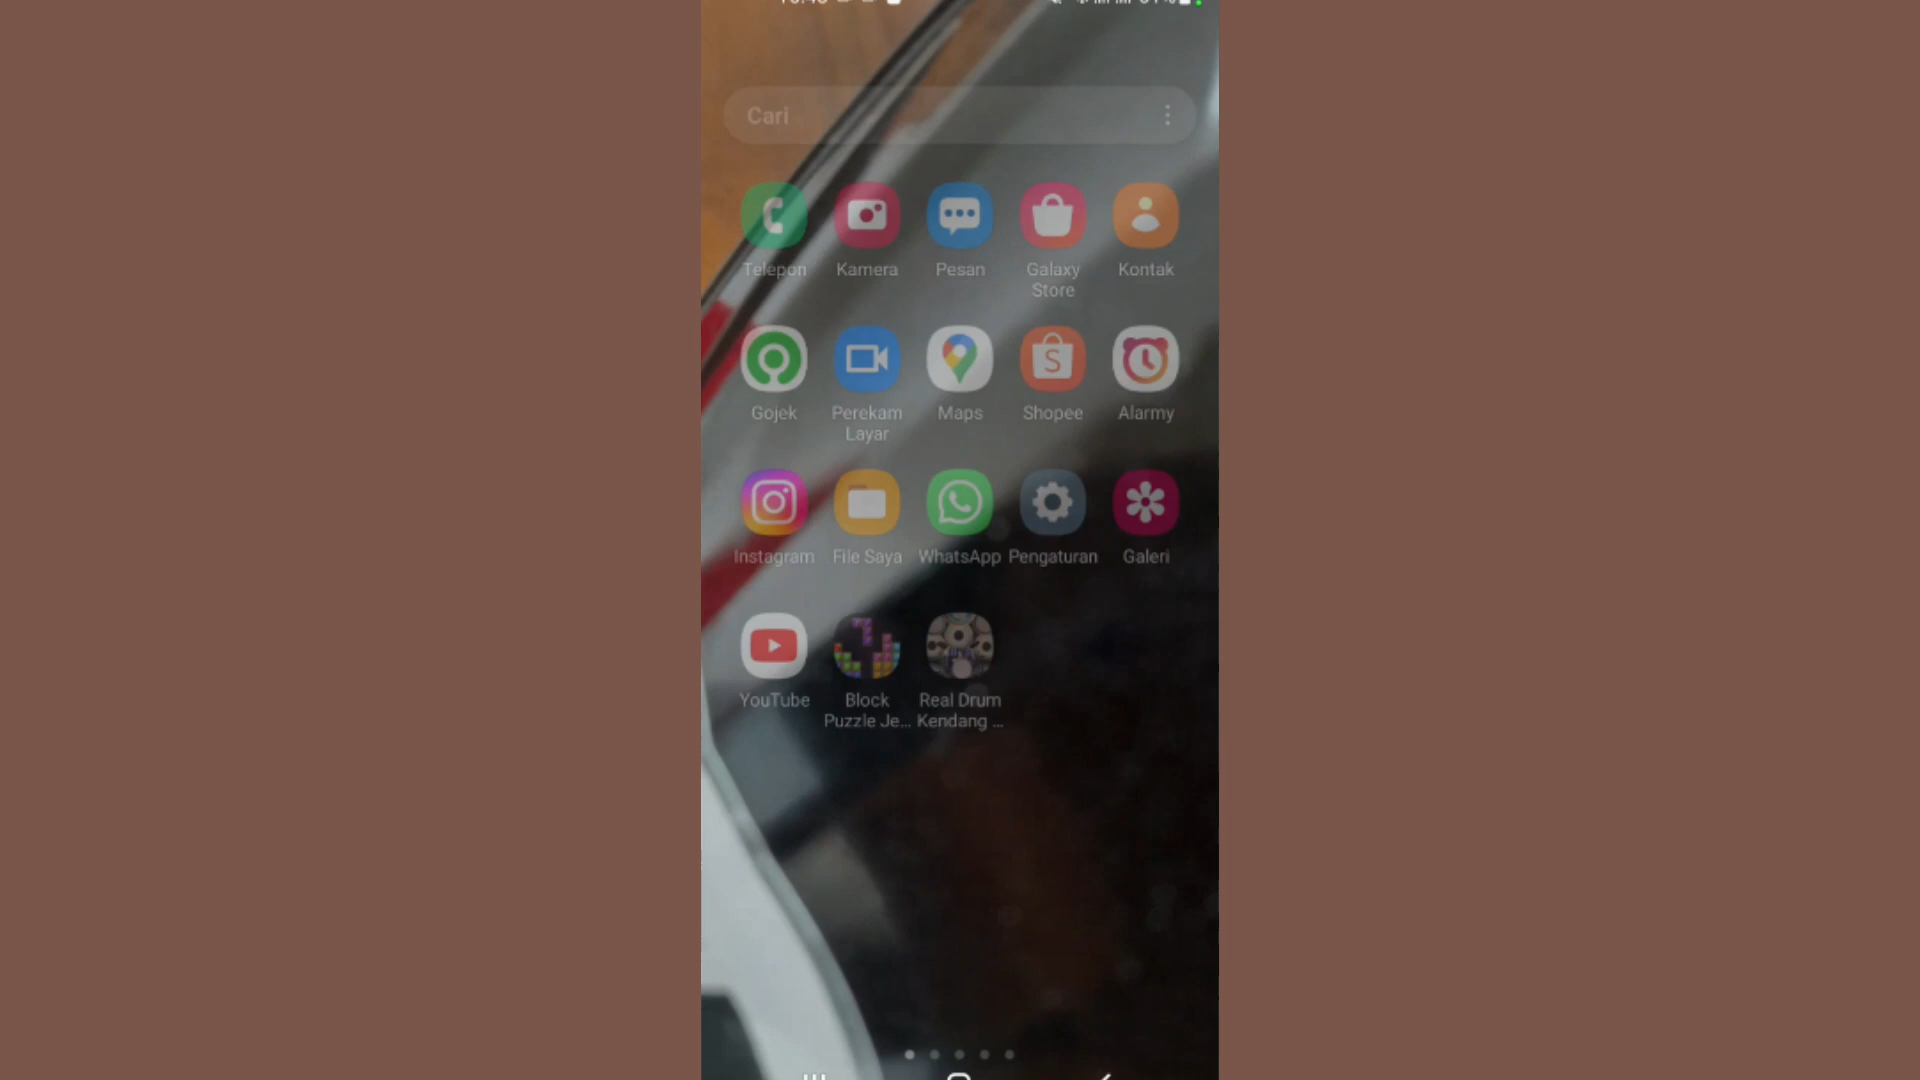 Cari
Telepon Kamera Pesan Galaxy Store Kontak
Gojek Perekam Layar Maps Shopee Alarmy
Instagram File Saya WhatsApp Pengaturan Galeri
YouTube Block Puzzle Je... Real Drum Kendang ...